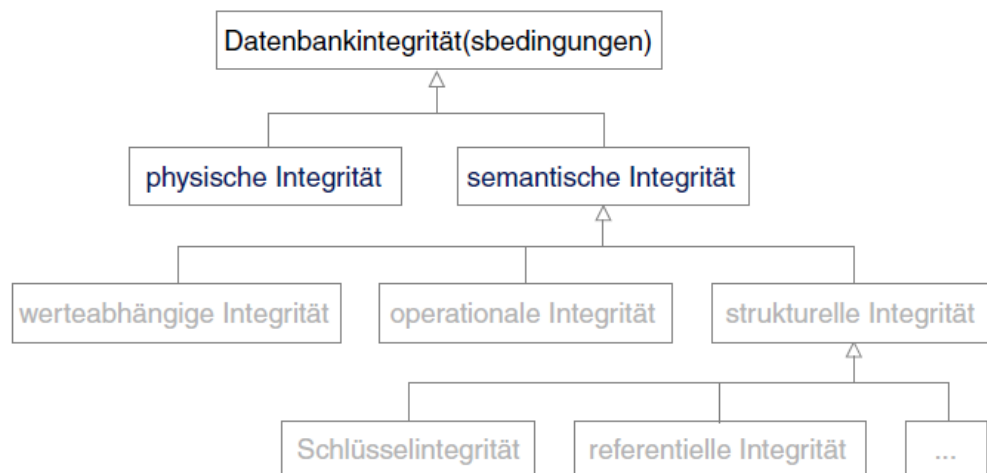 Datenbankintegrität(sbedingungen)
physische Integrität
semantische Integrität
werteabhängige Integrität
operationale Integrität
strukturelle Integrität
Schlüsselintegrität
referentielle Integrität
...